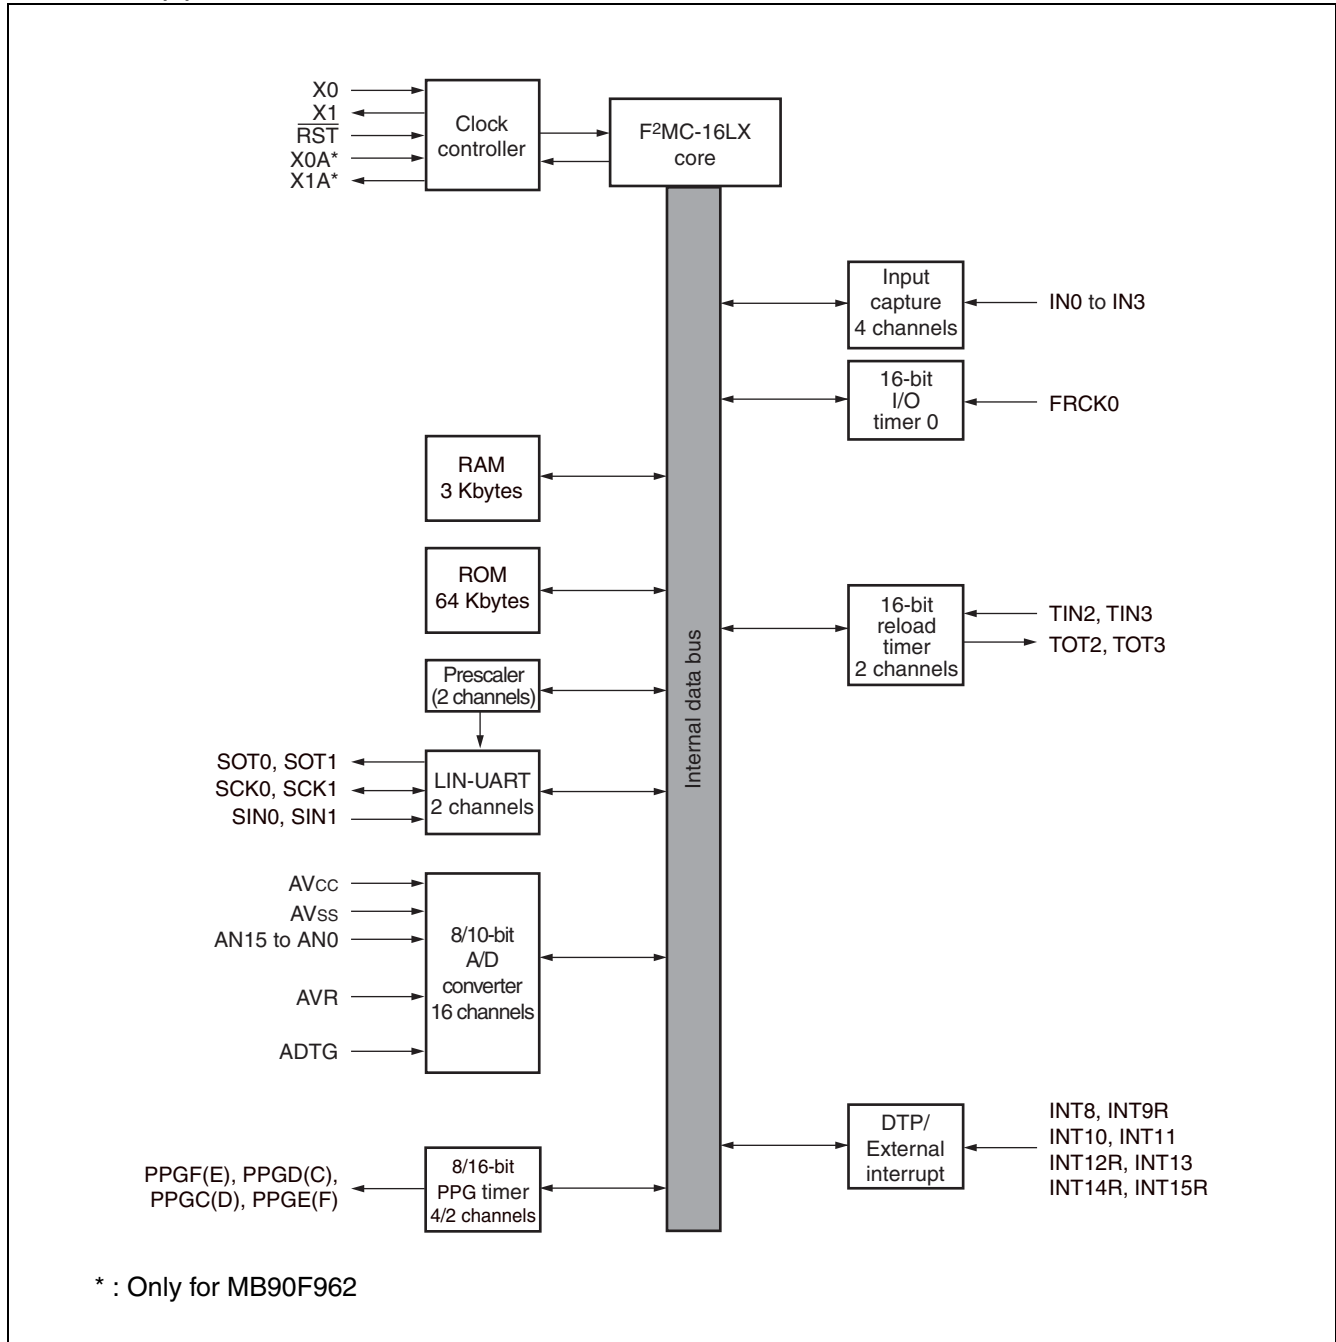 X0
X1
RST
X0A*
X1A*
Clock
controller
F²MC-16LX
core
Input
capture
4 channels
IN0 to IN3
16-bit
I/O
timer 0
FRCK0
RAM
3 Kbytes
ROM
64 Kbytes
16-bit
reload
timer
2 channels
TIN2, TIN3
TOT2, TOT3
Internal data bus
Prescaler
(2 channels)
SOT0, SOT1
SCK0, SCK1
SIN0, SIN1
LIN-UART
2 channels
AVCC
AVSS
AN15 to AN0
AVR
ADTG
8/10-bit
A/D
converter
16 channels
DTP/
External
interrupt
INT8, INT9R
INT10, INT11
INT12R, INT13
INT14R, INT15R
PPGF(E), PPGD(C),
PPGC(D), PPGE(F)
8/16-bit
PPG timer
4/2 channels
* : Only for MB90F962